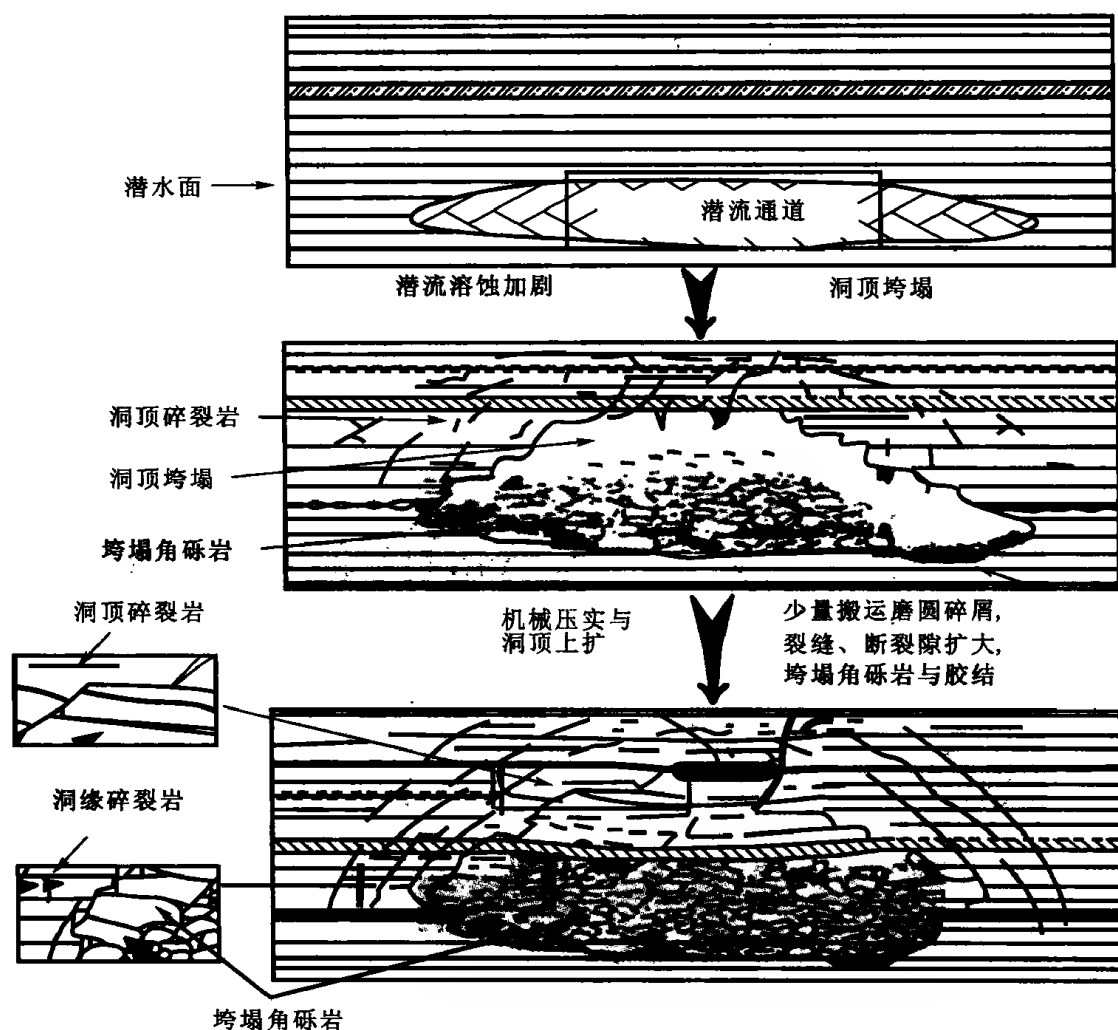 潜水面
潜流通道
潜流溶蚀加剧
洞顶垮塌
洞顶碎裂岩
洞顶垮塌
垮塌角砾岩
洞顶碎裂岩
机械压实与
洞顶上扩
少量搬运磨圆碎屑,
裂缝、断裂隙扩大,
垮塌角砾岩与胶结
洞缘碎裂岩
垮塌角砾岩